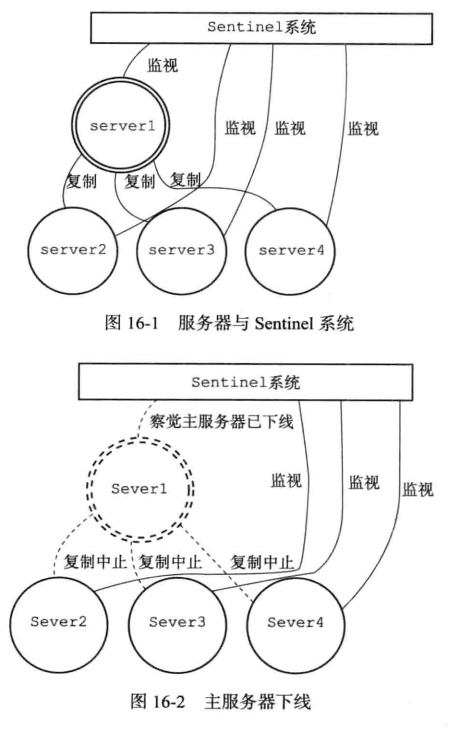 Sentinel系统
监视
server1
监视
监视
监视
复制
复制
复制
server2
server3
server4
图 16-1 服务器与 Sentinel 系统
Sentinel系统
察觉主服务器已下线
Sever1
监视
监视
监视
复制中止
复制中止
复制中止
Sever2
Sever3
Sever4
图 16-2 主服务器下线